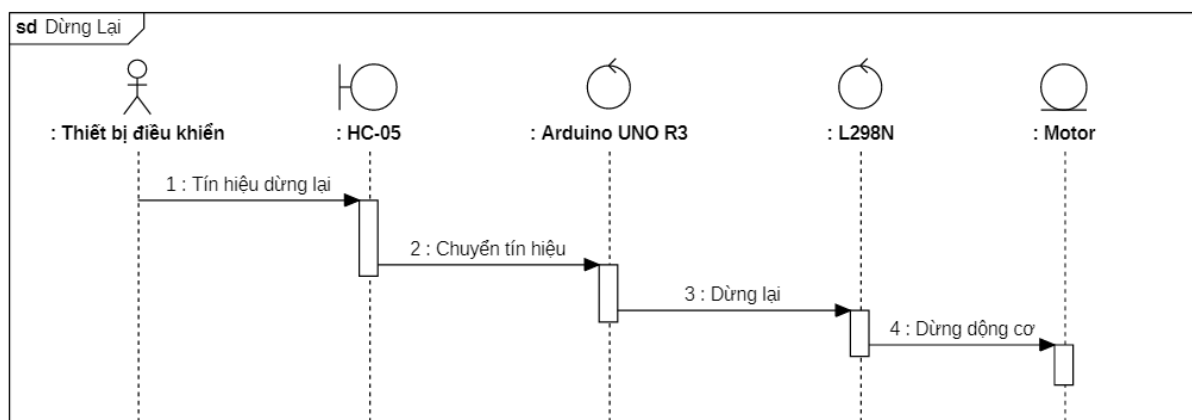 sd Dừng Lại
: Thiết bị điều khiển
: HC-05
: Arduino UNO R3
: L298N
: Motor
1 : Tín hiệu dừng lại
2 : Chuyển tín hiệu
3 : Dừng lại
4 : Dừng dộng cơ